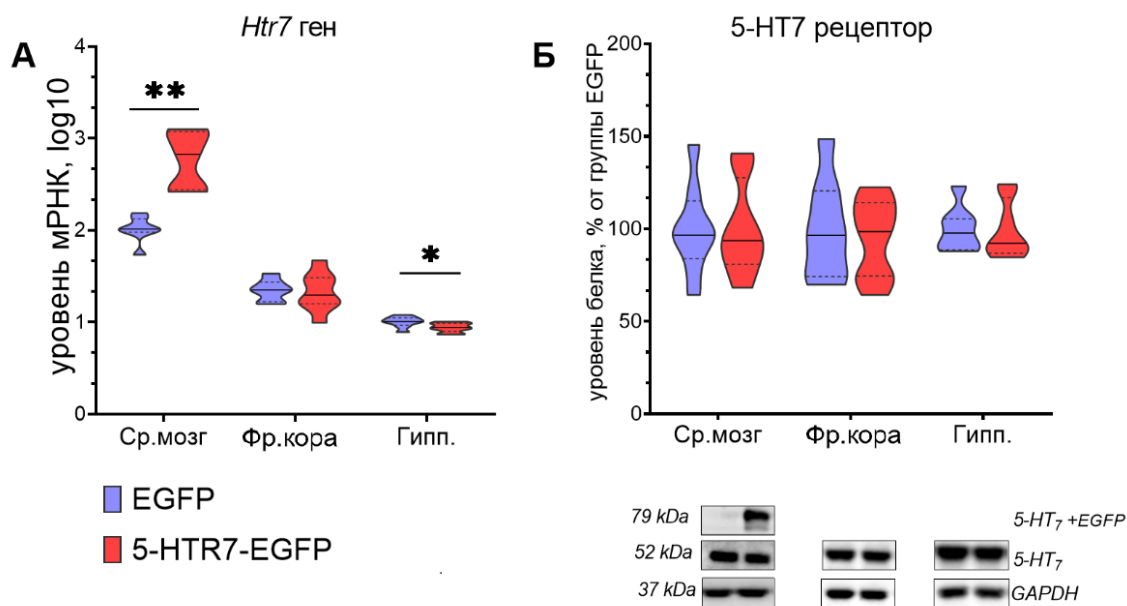 Htr7 ген
А
уровень мРНК, log10
4
3
2
1
0
**
*
Ср.мозг Фр.кора Гипп.
EGFP
5-HTR7-EGFP
5-HT7 рецептор
Б
уровень белка, % от группы EGFP
200
150
100
50
0
Ср.мозг Фр.кора Гипп.
79 kDa 5-HT7 +EGFP
52 kDa 5-HT7
37 kDa GAPDH